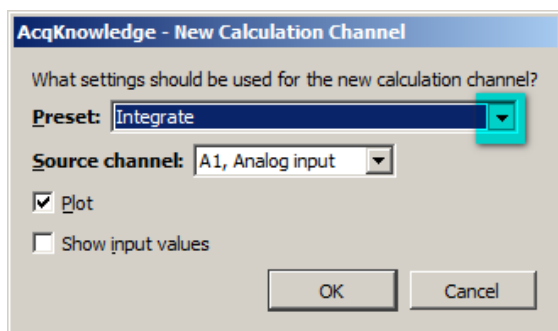 AcqKnowledge - New Calculation Channel
What settings should be used for the new calculation channel?
Preset: Integrate
Source channel: A1, Analog input
Plot
Show input values
OK Cancel